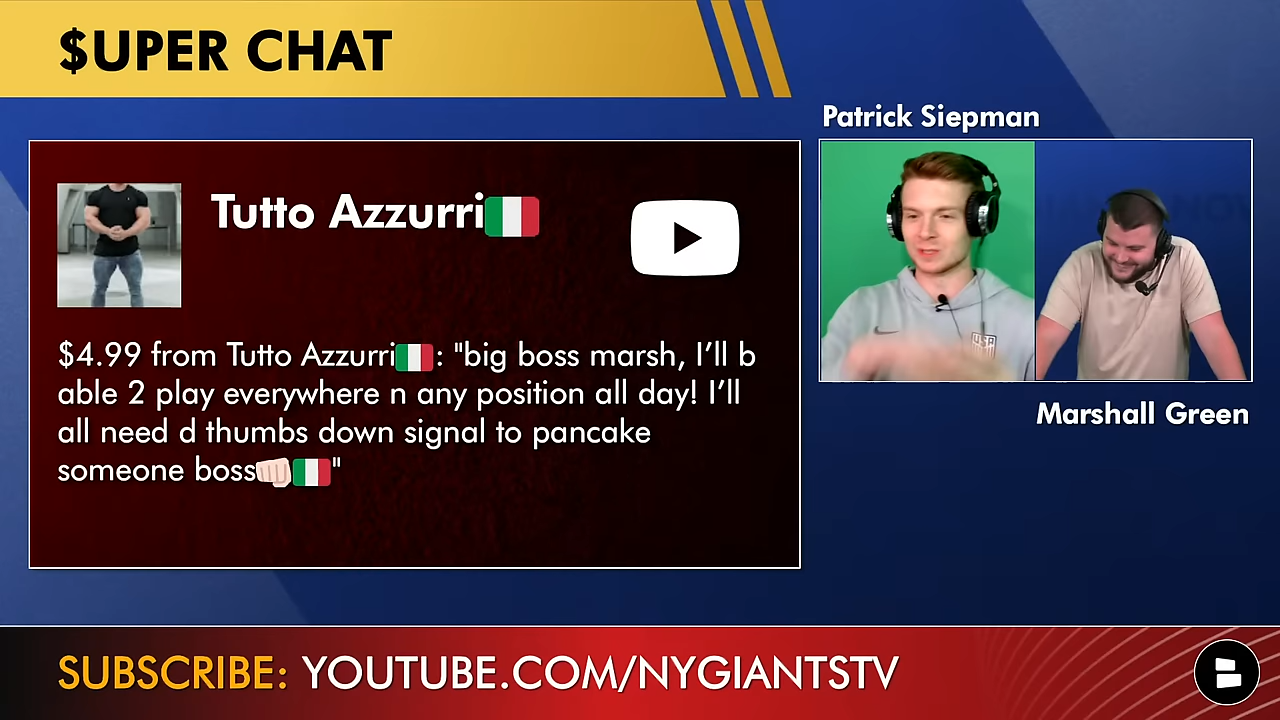 $UPER CHAT
Patrick Siepman
Tutto Azzurri🇮🇹
$4.99 from Tutto Azzurri🇮🇹: "big boss marsh, I’ll b
able 2 play everywhere n any position all day! I’ll
all need d thumbs down signal to pancake
someone boss👊🏻🇮🇹"
Marshall Green
SUBSCRIBE: YOUTUBE.COM/NYGIANTSTV